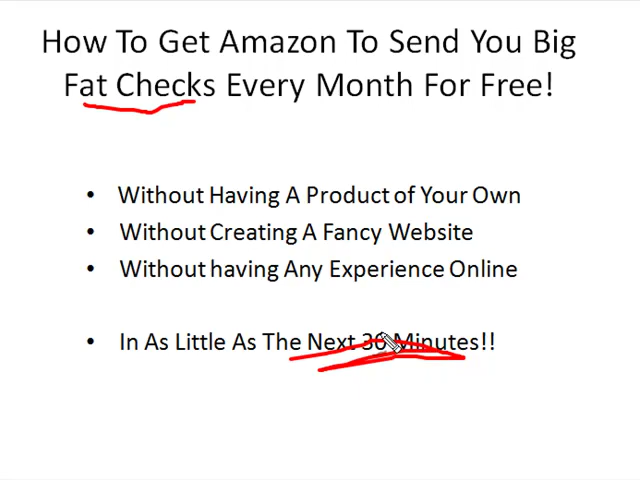 How To Get Amazon To Send You Big
Fat Checks Every Month For Free!
• Without Having A Product of Your Own
• Without Creating A Fancy Website
• Without having Any Experience Online
• In As Little As The Next 30 Minutes!!